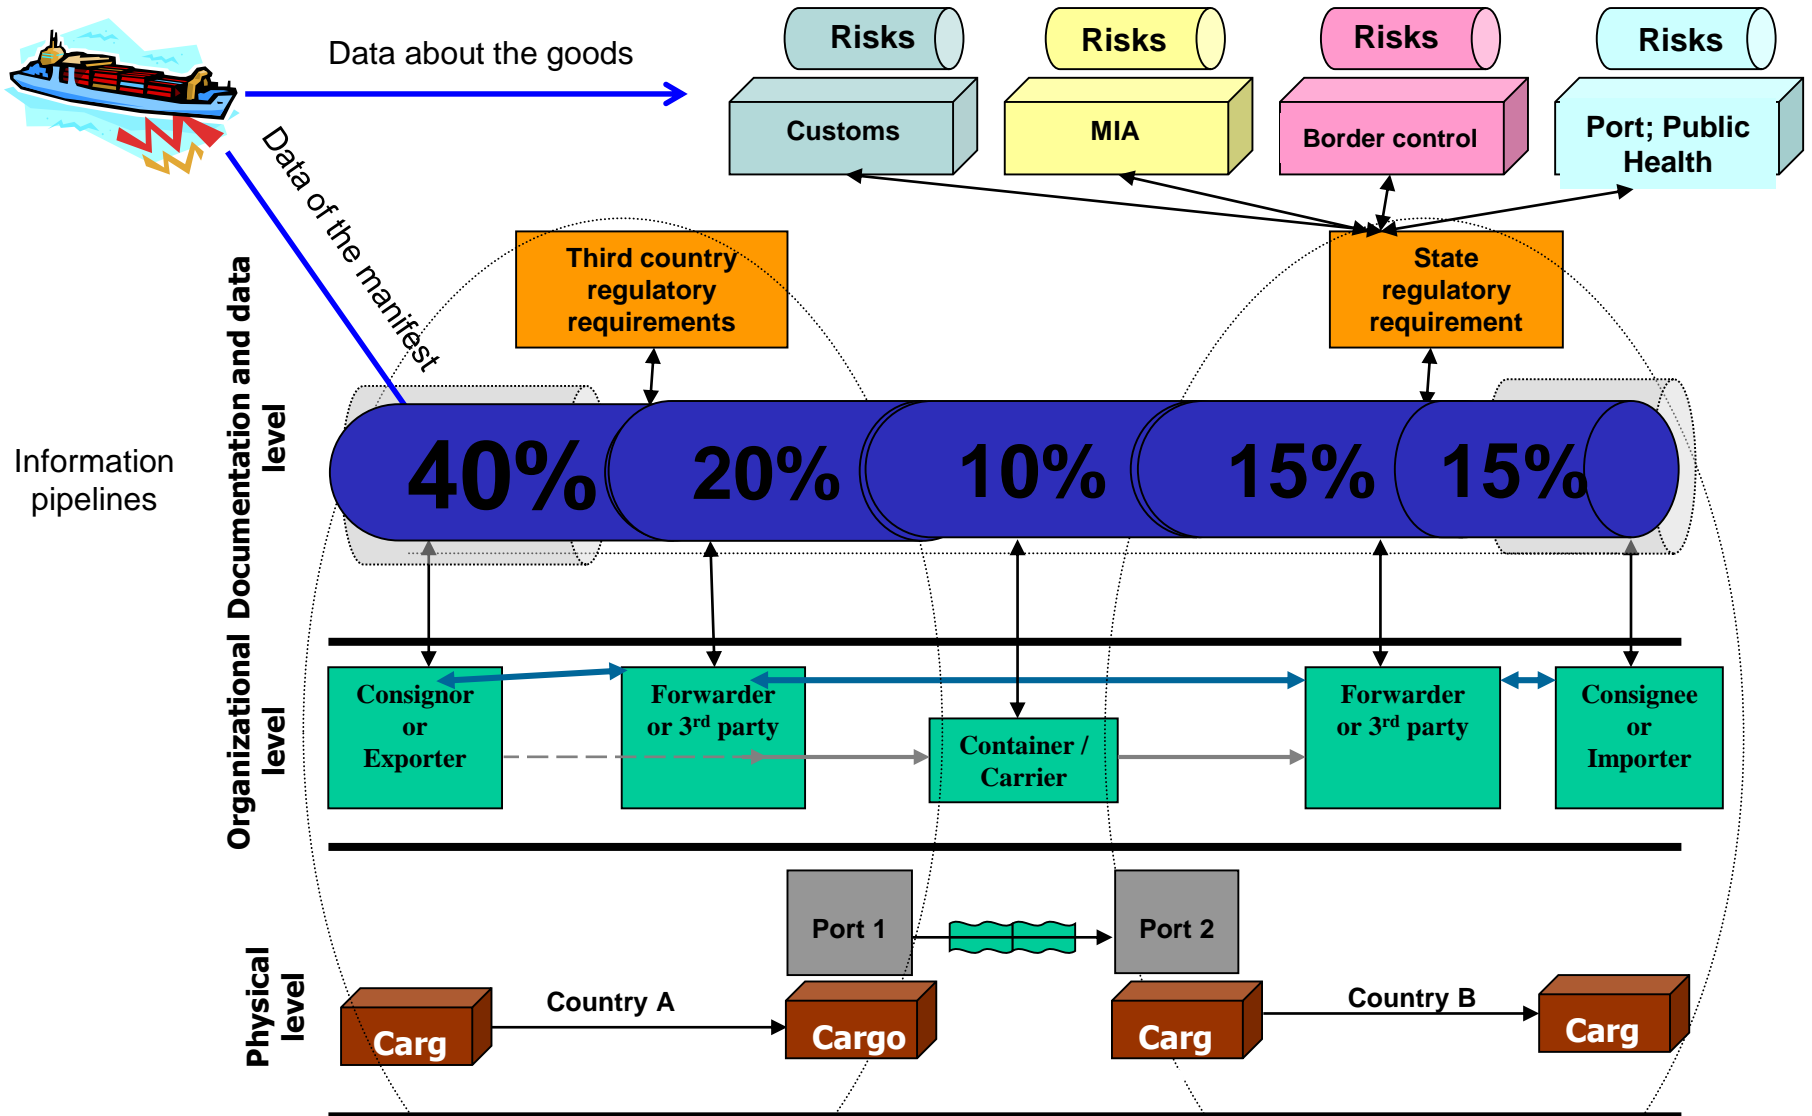 Data about the goods
Risks
Risks
Risks
Risks
Customs
MIA
Border control
Port; Public
Health
Data of the manifest
Third country
regulatory
requirements
State
regulatory
requirement
Documentation and data
level
Information
pipelines
40%
20%
10%
15%
15%
Organizational
level
Consignor
or
Exporter
Forwarder
or 3rd party
Container /
Carrier
Forwarder
or 3rd party
Consignee
or
Importer
Physical
level
Port 1
Port 2
Country A
Country B
Carg
Cargo
Carg
Carg